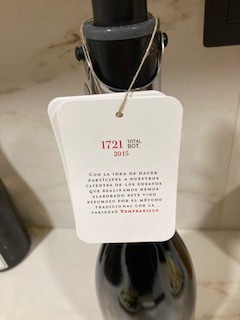 1721 TOTAL BOT.
2015
CON LA IDEA DE HACER
PARTÍCIPES A NUESTROS
CLIENTES DE LOS ENSAYOS
QUE REALIZAMOS HEMOS
ELABORADO ESTE VINO
ESPUMOSO POR EL MÉTODO
TRADICIONAL CON LA
VARIEDAD TEMPRANILLO